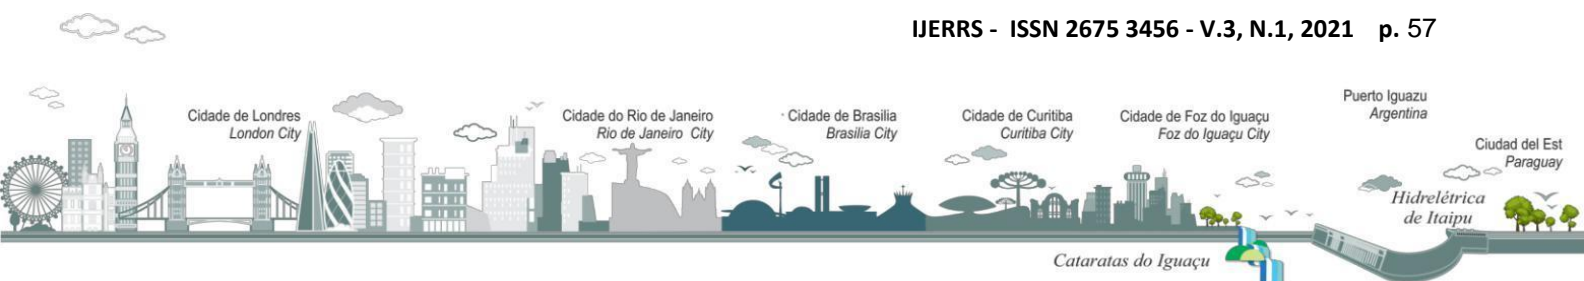 IJERRS - ISSN 2675 3456 - V.3, N.1, 2021 p. 57
Cidade de Londres
London City
Cidade do Rio de Janeiro
Rio de Janeiro City
Cidade de Brasilia
Brasilia City
Cidade de Curitiba
Curitiba City
Cidade de Foz do Iguaçu
Foz do Iguaçu City
Puerto Iguazu
Argentina
Ciudad del Est
Paraguay
Hidrelétrica
de Itaipu
Cataratas do Iguaçu